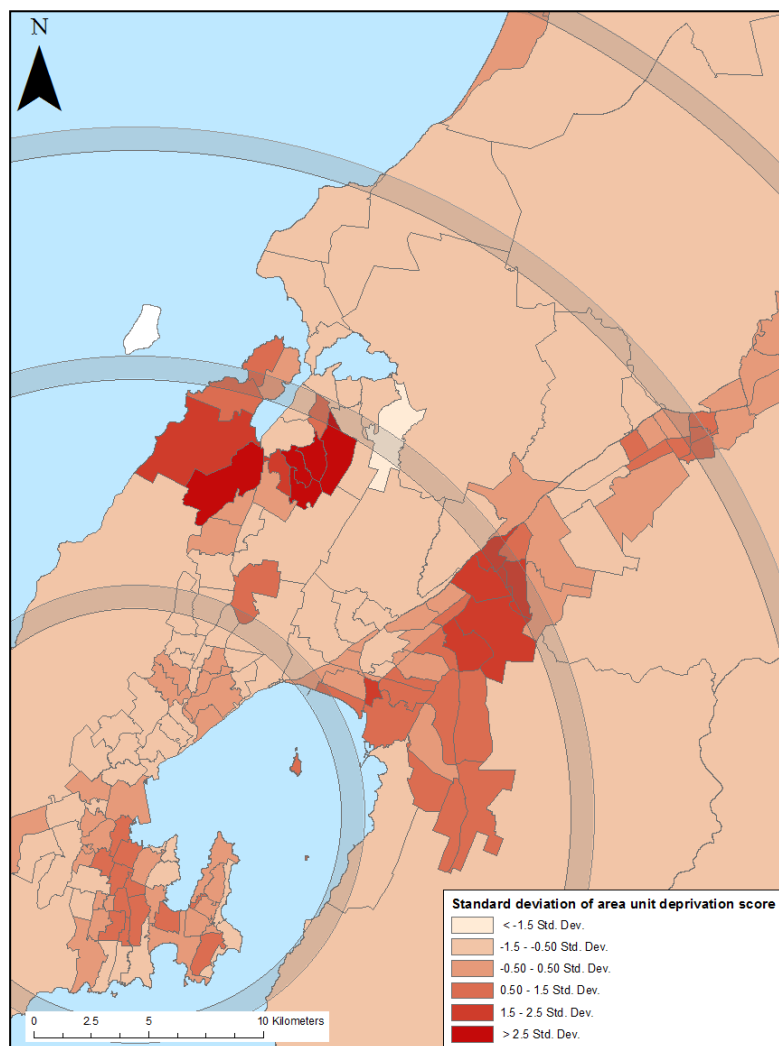 N
Standard deviation of area unit deprivation score
< -1.5 Std. Dev.
-1.5 - -0.50 Std. Dev.
-0.50 - 0.50 Std. Dev.
0.50 - 1.5 Std. Dev.
1.5 - 2.5 Std. Dev.
> 2.5 Std. Dev.
0 2.5 5 10 Kilometers